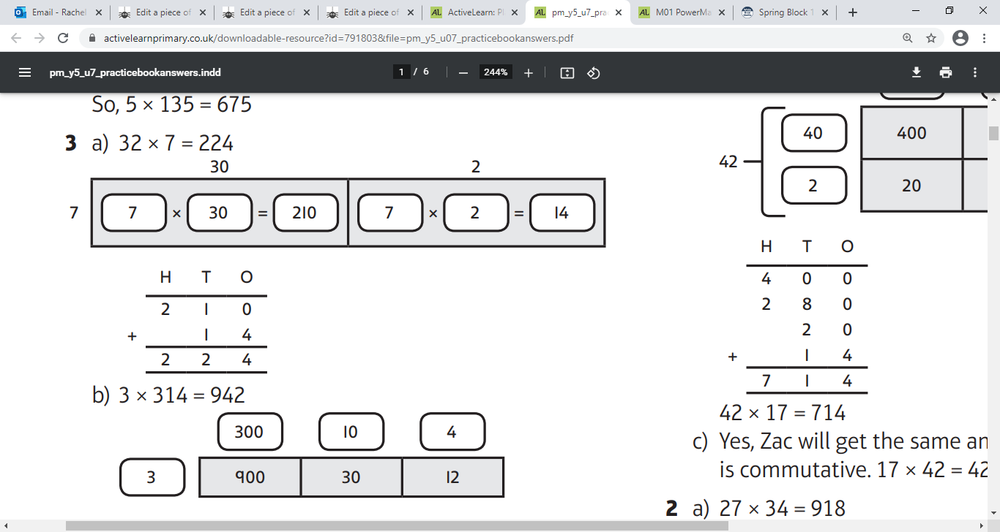 Email - Rachel
Edit a piece of
Edit a piece of
Edit a piece of
ActiveLearn: P
pm_y5_u7_pra
M01 PowerMa
Spring Block 1
activelearnprimary.co.uk/downloadable-resource?id=791803&file=pm_y5_u07_practicebookanswers.pdf
pm_y5_u7_practicebookanswers.indd
1 / 6
244%
So, 5 × 135 = 675
3 a) 32 × 7 = 224
30 2
7 7 × 30 = 210 7 × 2 = 14
H T O
2 1 0
+ 1 4
2 2 4
b) 3 × 314 = 942
300 10 4
3 900 30 12
42 40 400
2 20
H T O
4 0 0
2 8 0
2 0
+ 1 4
7 1 4
42 × 17 = 714
c) Yes, Zac will get the same an
is commutative. 17 × 42 = 42
2 a) 27 × 34 = 918